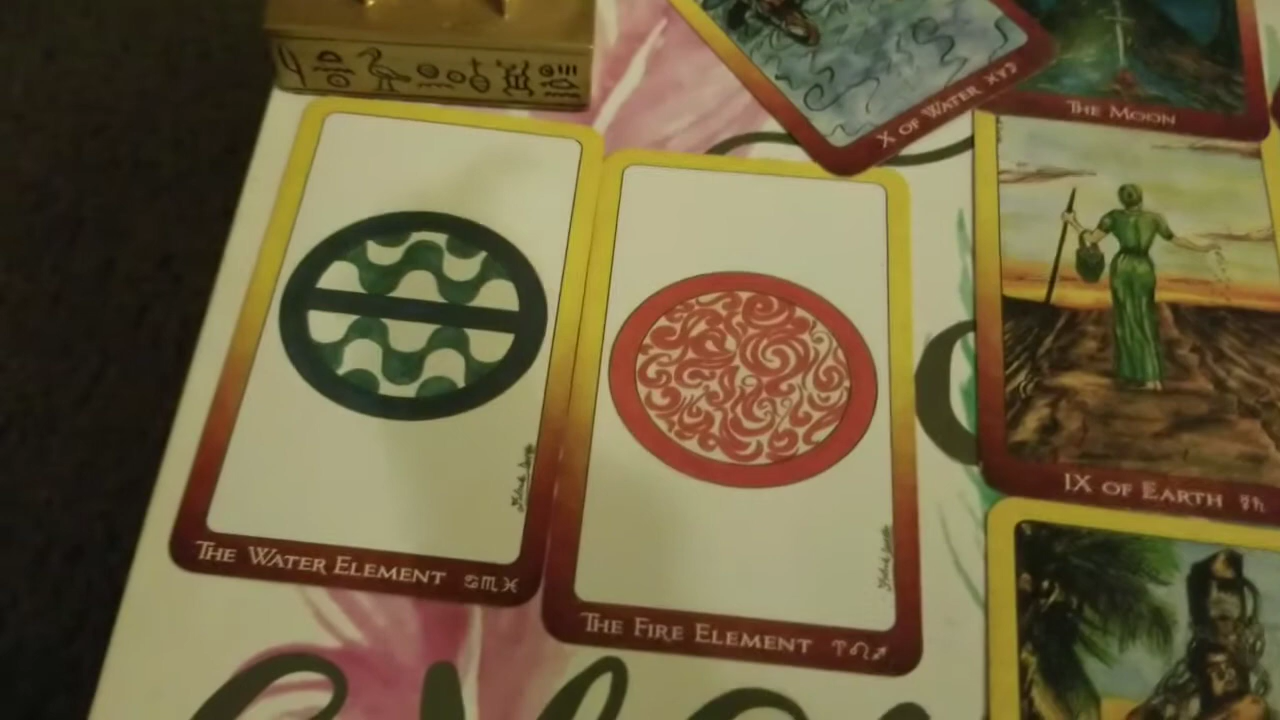 X OF WATER
THE MOON
IX OF EARTH ☿♄
THE WATER ELEMENT ♋♏♓
THE FIRE ELEMENT ♈♌♐